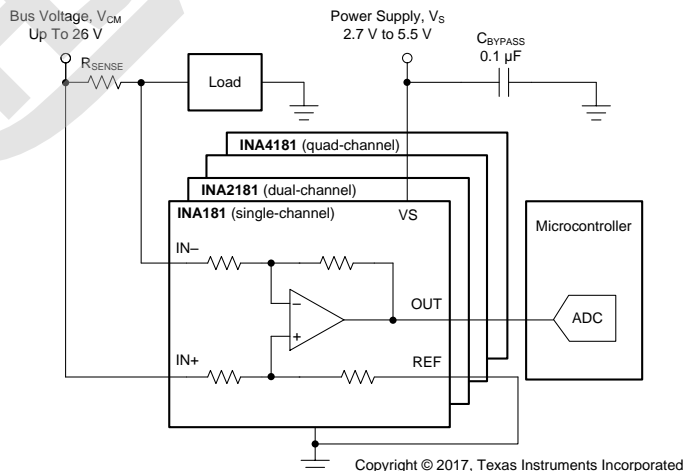 Bus Voltage, VCM
Up To 26 V
Power Supply, VS
2.7 V to 5.5 V
CBYPASS
0.1 µF
RSENSE
Load
INA4181 (quad-channel)
INA2181 (dual-channel)
INA181 (single-channel)
VS
Microcontroller
IN–
–
OUT
ADC
+
IN+
REF
Copyright © 2017, Texas Instruments Incorporated